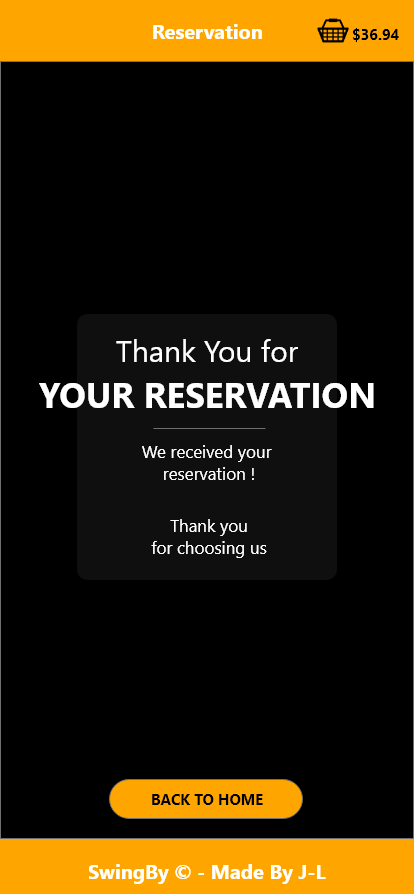 Reservation
$36.94
Thank You for
YOUR RESERVATION
We received your
reservation !
Thank you
for choosing us
BACK TO HOME
SwingBy © - Made By J-L